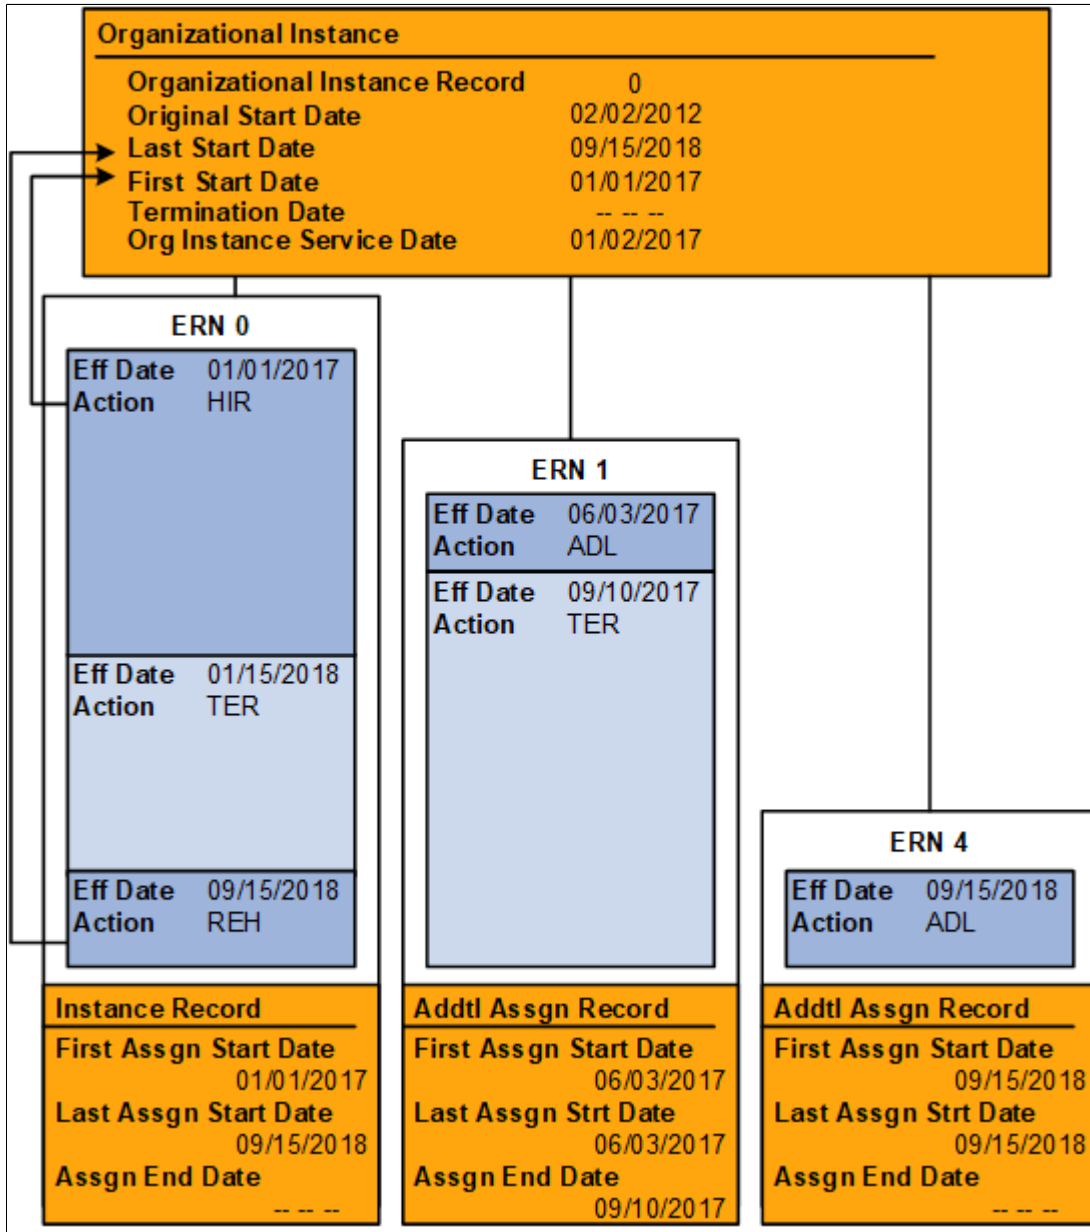 Organizational Instance
Organizational Instance Record 0
Original Start Date 02/02/2012
Last Start Date 09/15/2018
First Start Date 01/01/2017
Termination Date -- -- --
Org Instance Service Date 01/02/2017
ERN 0
Eff Date 01/01/2017
Action HIR
Eff Date 01/15/2018
Action TER
Eff Date 09/15/2018
Action REH
Instance Record
First Assgn Start Date
01/01/2017
Last Assgn Start Date
09/15/2018
Assgn End Date
-- -- --
ERN 1
Eff Date 06/03/2017
Action ADL
Eff Date 09/10/2017
Action TER
Addtl Assgn Record
First Assgn Start Date
06/03/2017
Last Assgn Strt Date
06/03/2017
Assgn End Date
09/10/2017
ERN 4
Eff Date 09/15/2018
Action ADL
Addtl Assgn Record
First Assgn Start Date
09/15/2018
Last Assgn Strt Date
09/15/2018
Assgn End Date
-- -- --